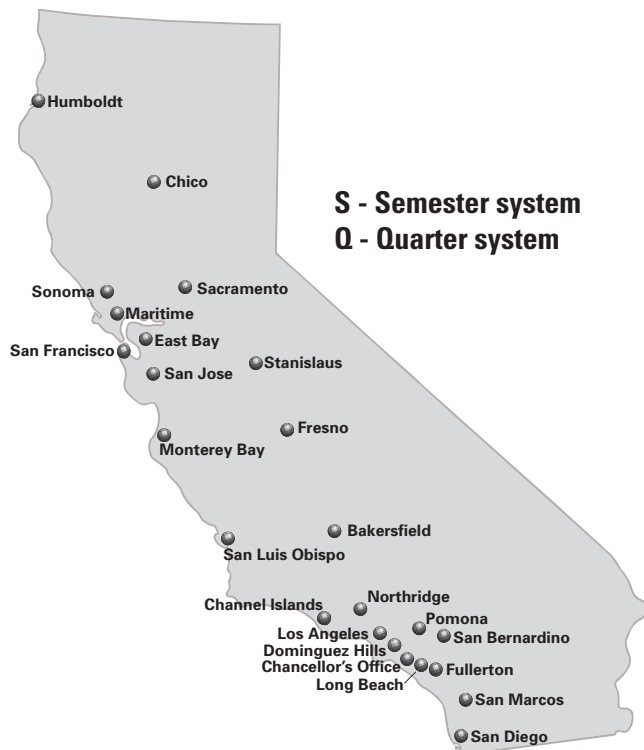 Humboldt
Chico
S - Semester system
Q - Quarter system
Sonoma
Sacramento
Maritime
East Bay
San Francisco
Stanislaus
San Jose
Fresno
Monterey Bay
Bakersfield
San Luis Obispo
Northridge
Channel Islands
Pomona
Los Angeles
San Bernardino
Dominguez Hills
Chancellor's Office
Fullerton
Long Beach
San Marcos
San Diego